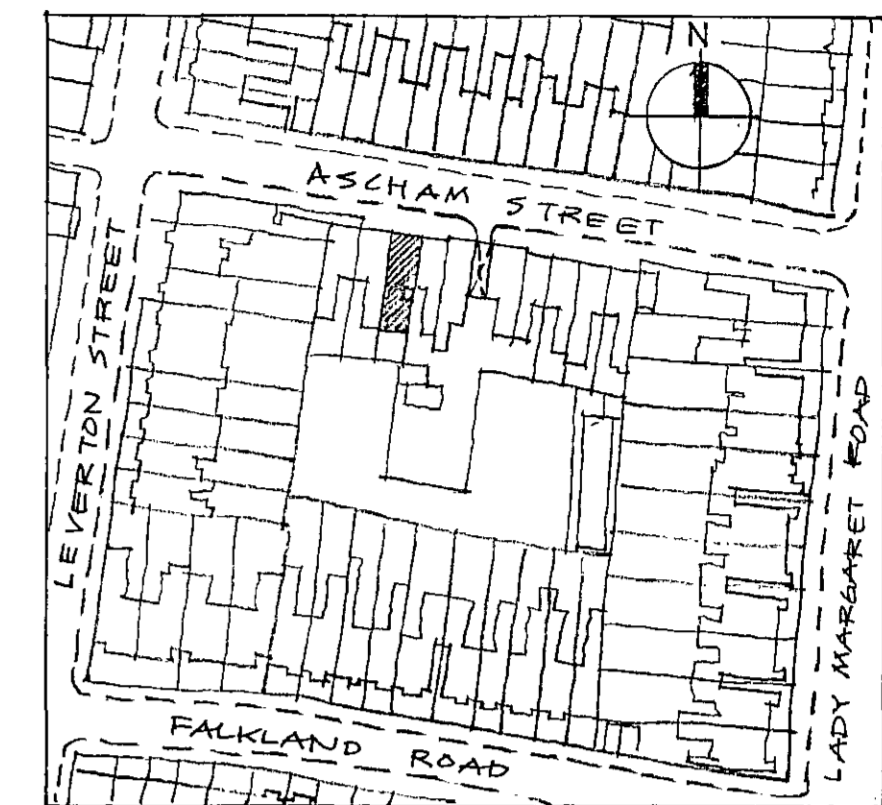 N
ASCHAM STREET
LEVERTON STREET
LADY MARGARET ROAD
FALKLAND ROAD